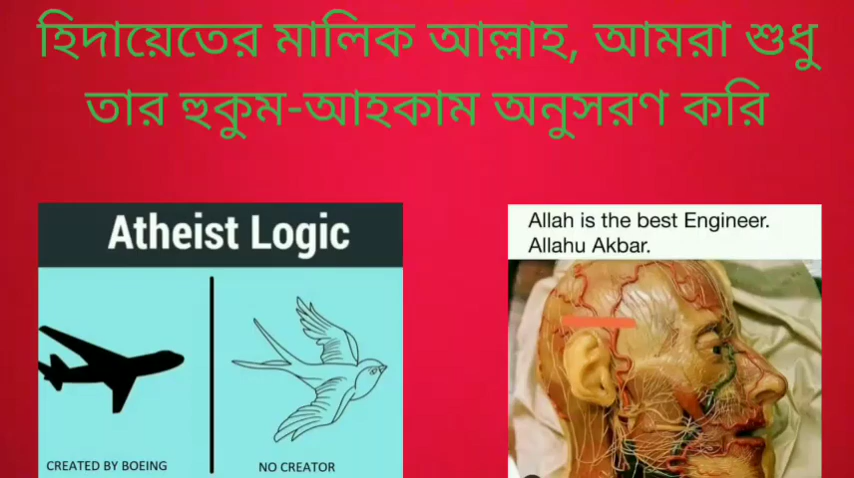 হিদায়েতের মালিক আল্লাহ, আমরা শুধু
তার হুকুম-আহকাম অনুসরণ করি
Atheist Logic
CREATED BY BOEING
NO CREATOR
Allah is the best Engineer.
Allahu Akbar.